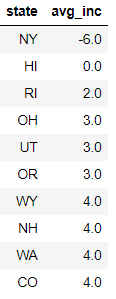 state avg_inc
NY -6.0
HI 0.0
RI 2.0
OH 3.0
UT 3.0
OR 3.0
WY 4.0
NH 4.0
WA 4.0
CO 4.0